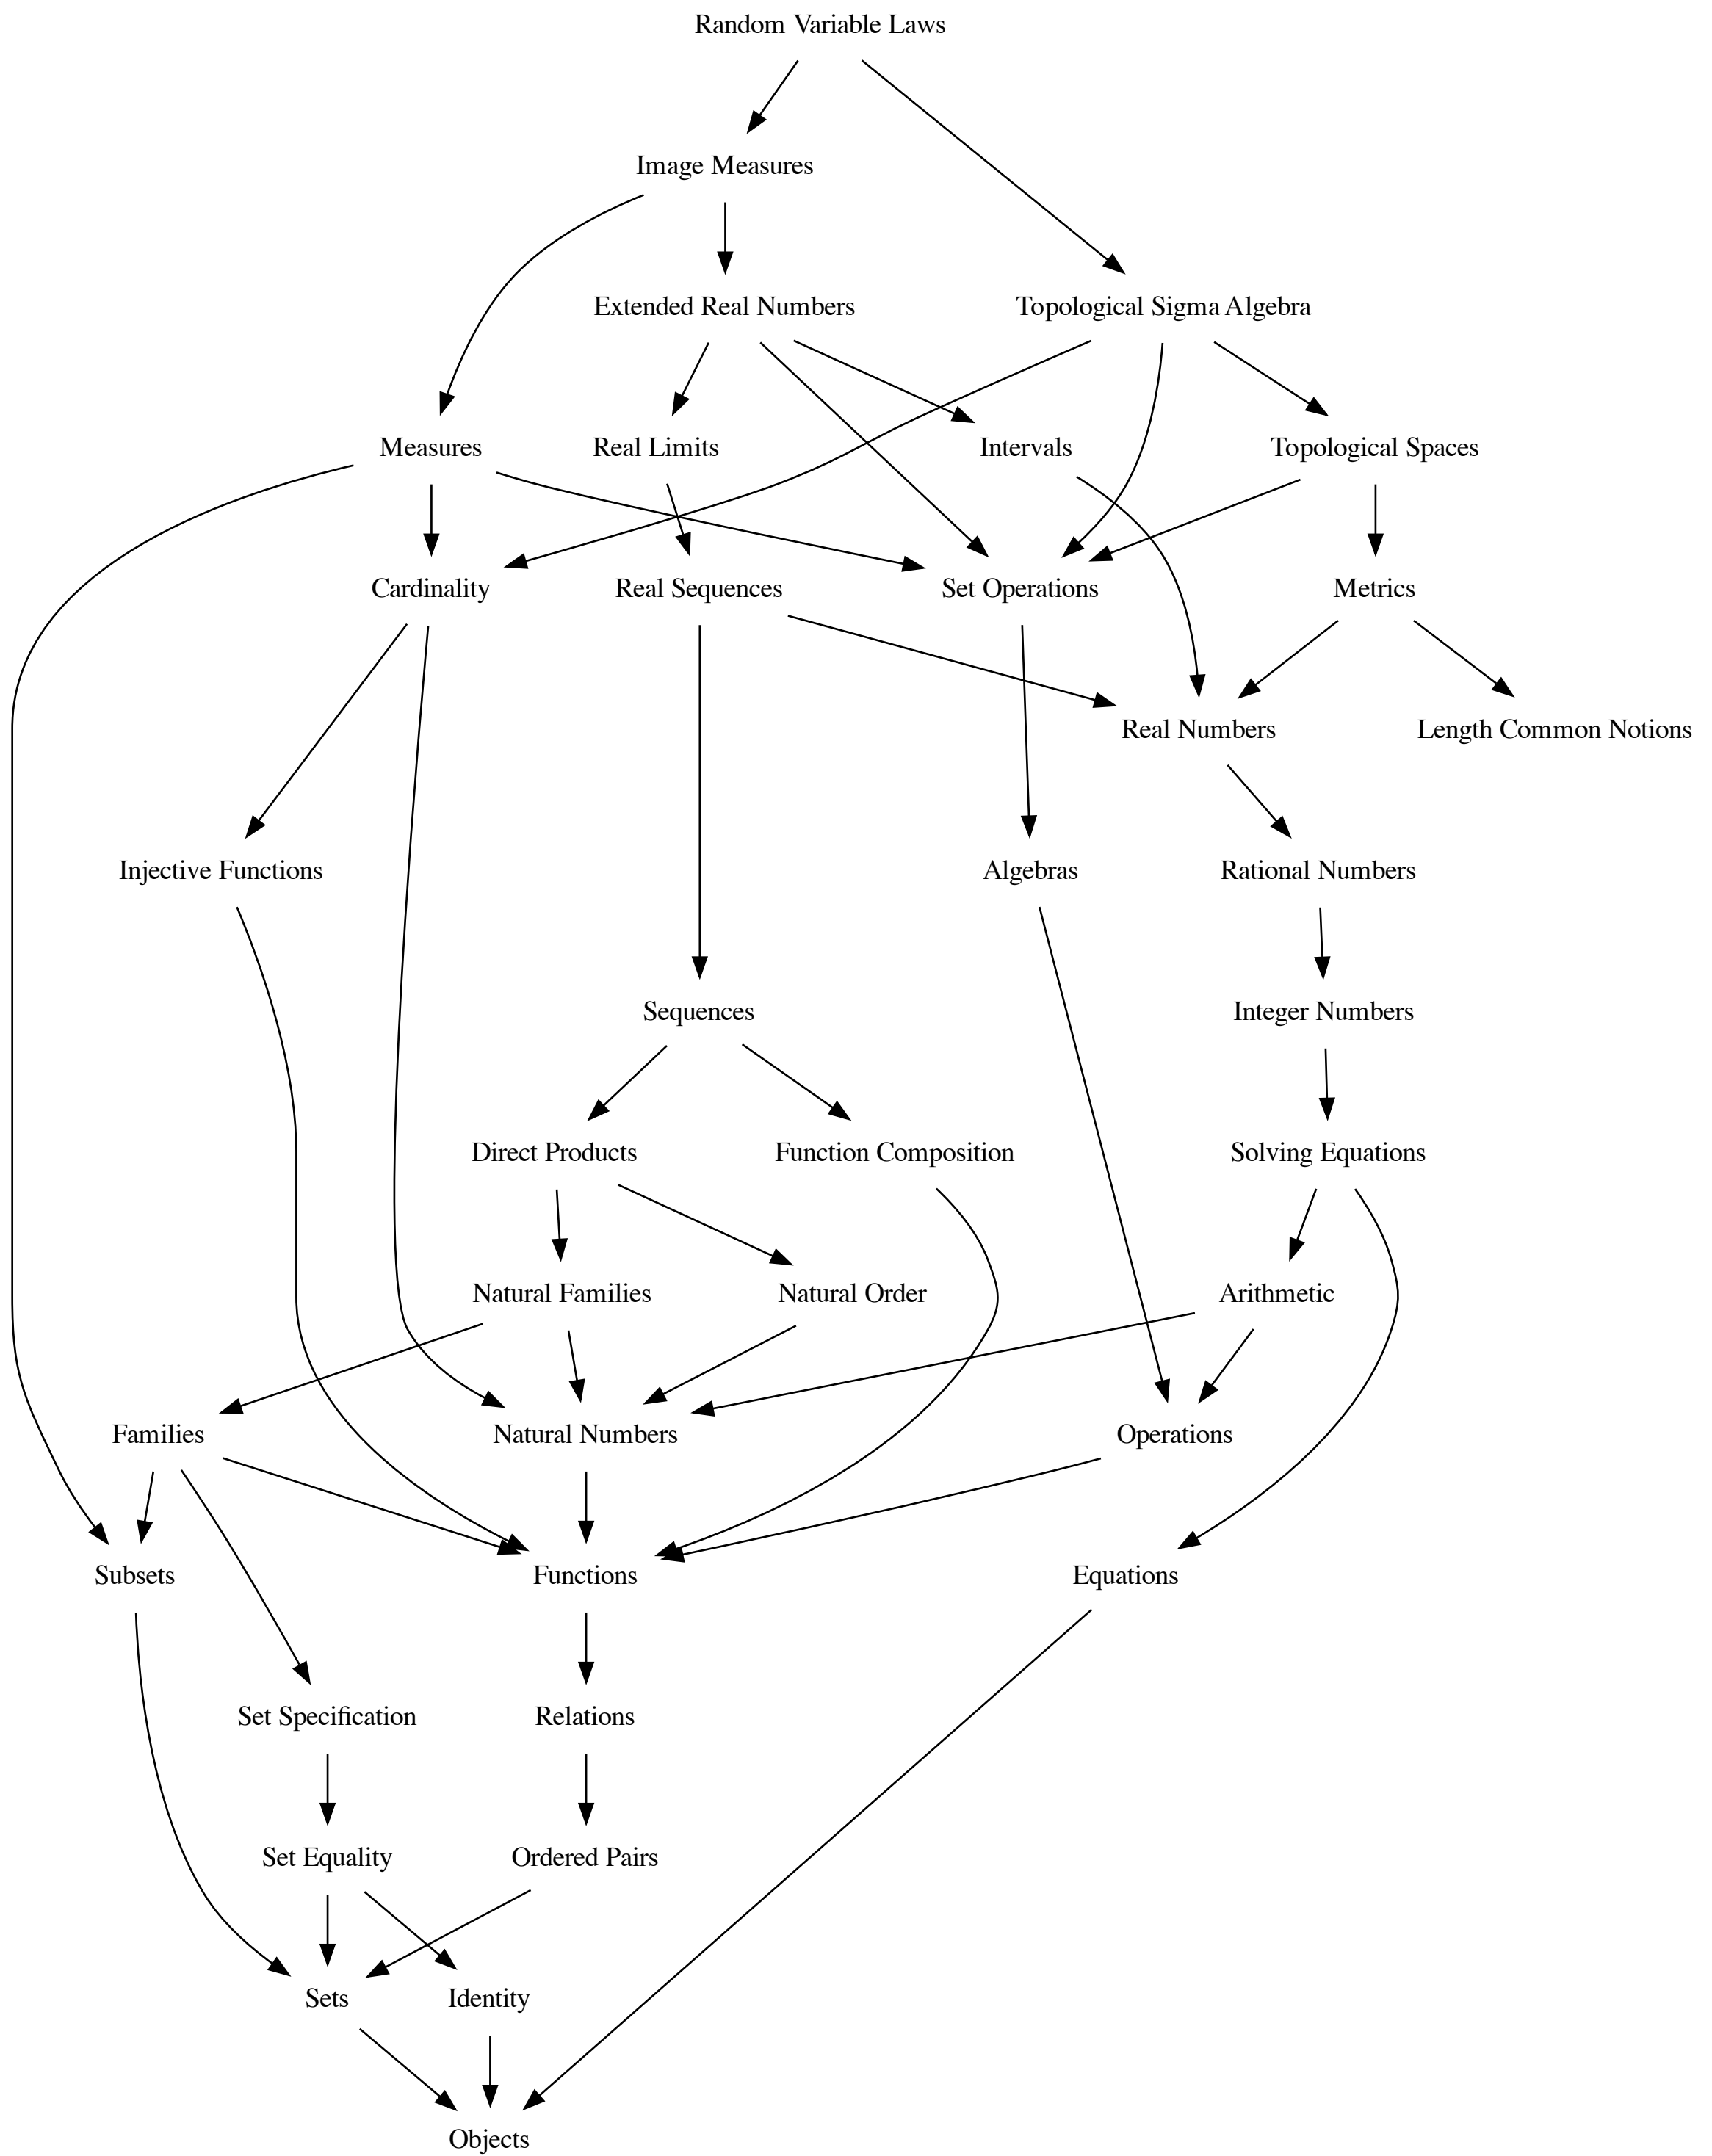 Random Variable Laws
Image Measures
Extended Real Numbers
Topological Sigma Algebra
Measures
Real Limits
Intervals
Topological Spaces
Cardinality
Real Sequences
Set Operations
Metrics
Real Numbers
Length Common Notions
Injective Functions
Algebras
Rational Numbers
Sequences
Integer Numbers
Direct Products
Function Composition
Solving Equations
Natural Families
Natural Order
Arithmetic
Families
Natural Numbers
Operations
Subsets
Functions
Equations
Set Specification
Relations
Set Equality
Ordered Pairs
Sets
Identity
Objects